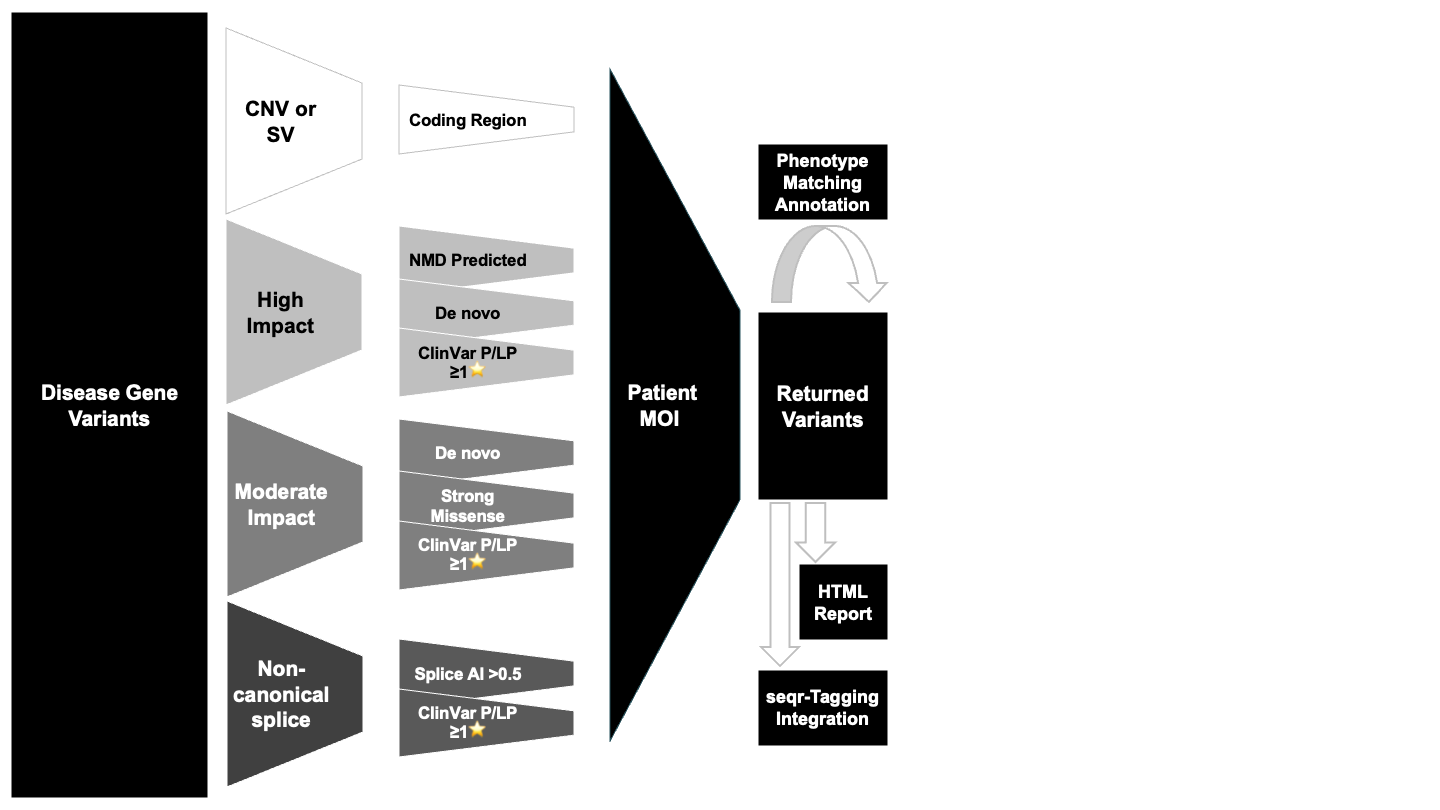 Disease Gene
Variants
CNV or
SV
Coding Region
High
Impact
NMD Predicted
De novo
ClinVar P/LP
≥1⭐
Moderate
Impact
De novo
Strong
Missense
ClinVar P/LP
≥1⭐
Non-
canonical
splice
Splice AI >0.5
ClinVar P/LP
≥1⭐
Patient
MOI
Phenotype
Matching
Annotation
Returned
Variants
HTML
Report
seqr-Tagging
Integration